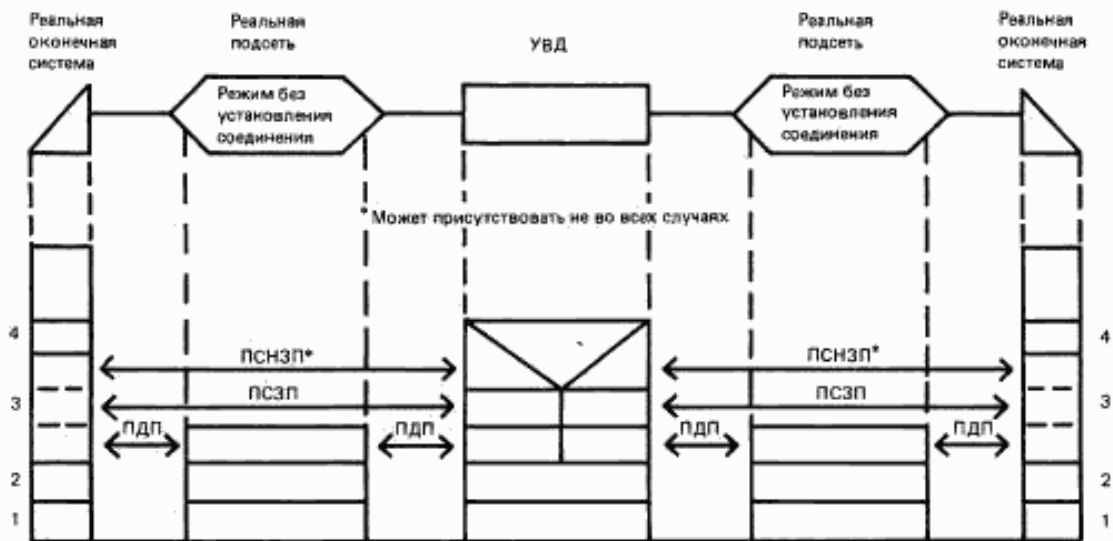 Реальная
оконечная
система
Реальная
подсеть
УВД
Реальная
подсеть
Реальная
оконечная
система
Режим без
установления
соединения
Режим без
установления
соединения
* Может присутствовать не во всех случаях
4
ПСНЗП*
ПСНЗП*
4
3
ПСЗП
ПСЗП
3
ПДП
ПДП
ПДП
ПДП
2
2
1
1